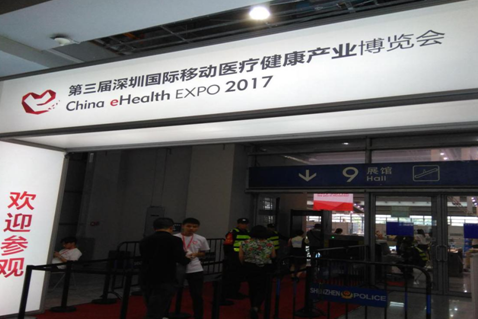 第三届深圳国际移动医疗健康产业博览会
China eHealth EXPO 2017
9 展馆
Hall
欢迎参观
SHENZHEN POLICE